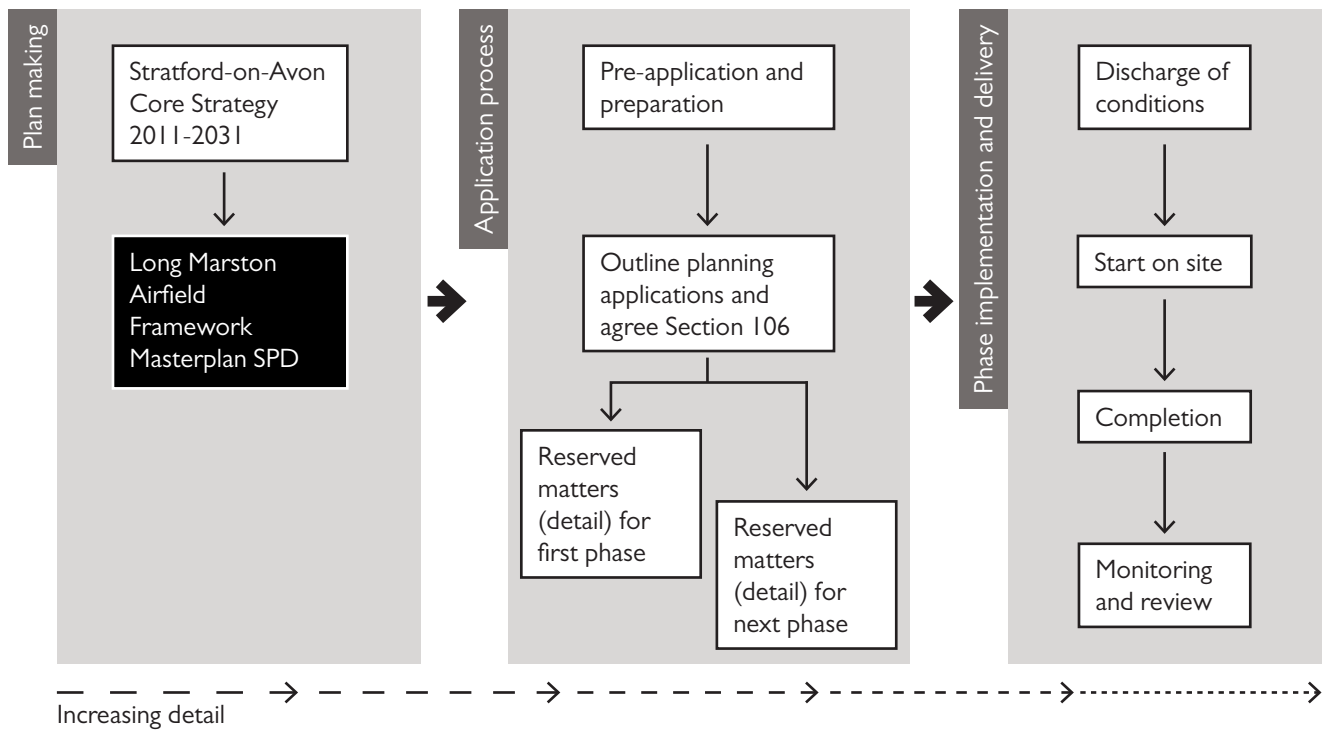 Plan making
Stratford-on-Avon
Core Strategy
2011-2031
Long Marston
Airfield
Framework
Masterplan SPD
Application process
Pre-application and
preparation
Outline planning
applications and
agree Section 106
Reserved
matters
(detail) for
first phase
Reserved
matters
(detail) for
next phase
Phase implementation and delivery
Discharge of
conditions
Start on site
Completion
Monitoring
and review
Increasing detail